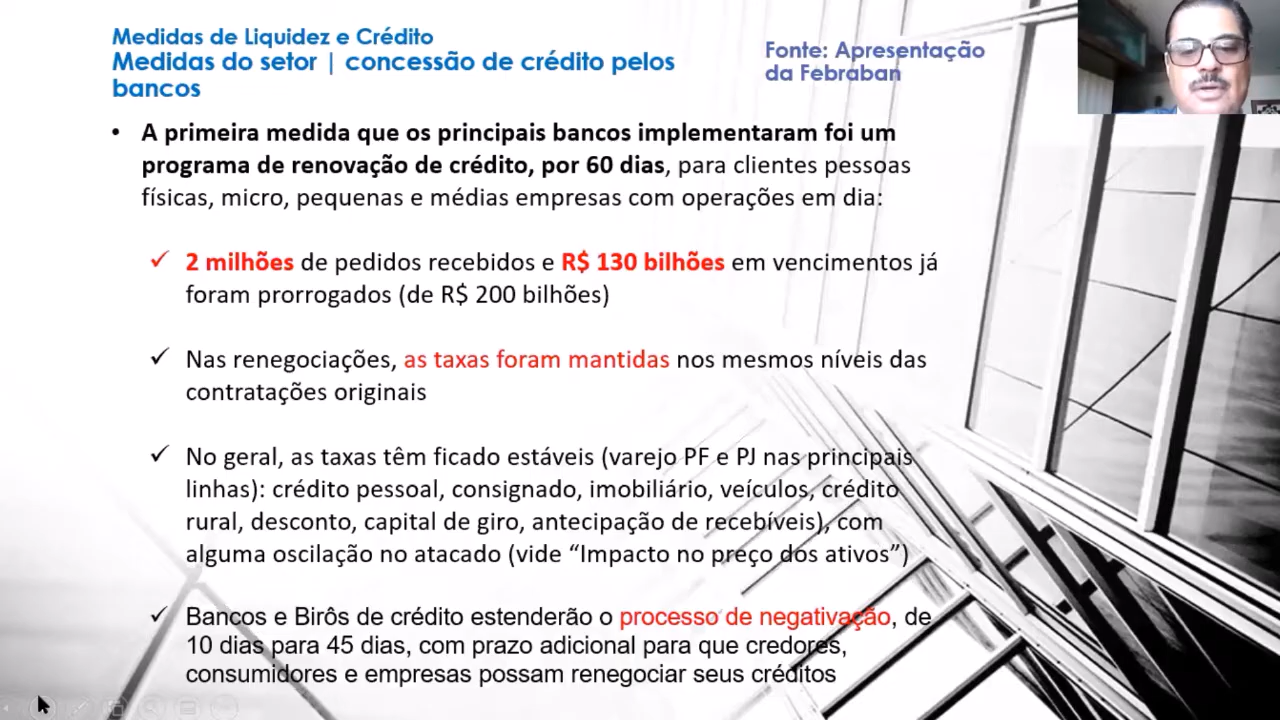 Medidas de Liquidez e Crédito
Medidas do setor | concessão de crédito pelos
bancos
Fonte: Apresentação
da Febraban
• A primeira medida que os principais bancos implementaram foi um
programa de renovação de crédito, por 60 dias, para clientes pessoas
físicas, micro, pequenas e médias empresas com operações em dia:
✓ 2 milhões de pedidos recebidos e R$ 130 bilhões em vencimentos já
foram prorrogados (de R$ 200 bilhões)
✓ Nas renegociações, as taxas foram mantidas nos mesmos níveis das
contratações originais
✓ No geral, as taxas têm ficado estáveis (varejo PF e PJ nas principais
linhas): crédito pessoal, consignado, imobiliário, veículos, crédito
rural, desconto, capital de giro, antecipação de recebíveis), com
alguma oscilação no atacado (vide “Impacto no preço dos ativos”)
✓ Bancos e Birôs de crédito estenderão o processo de negativação, de
10 dias para 45 dias, com prazo adicional para que credores,
consumidores e empresas possam renegociar seus créditos